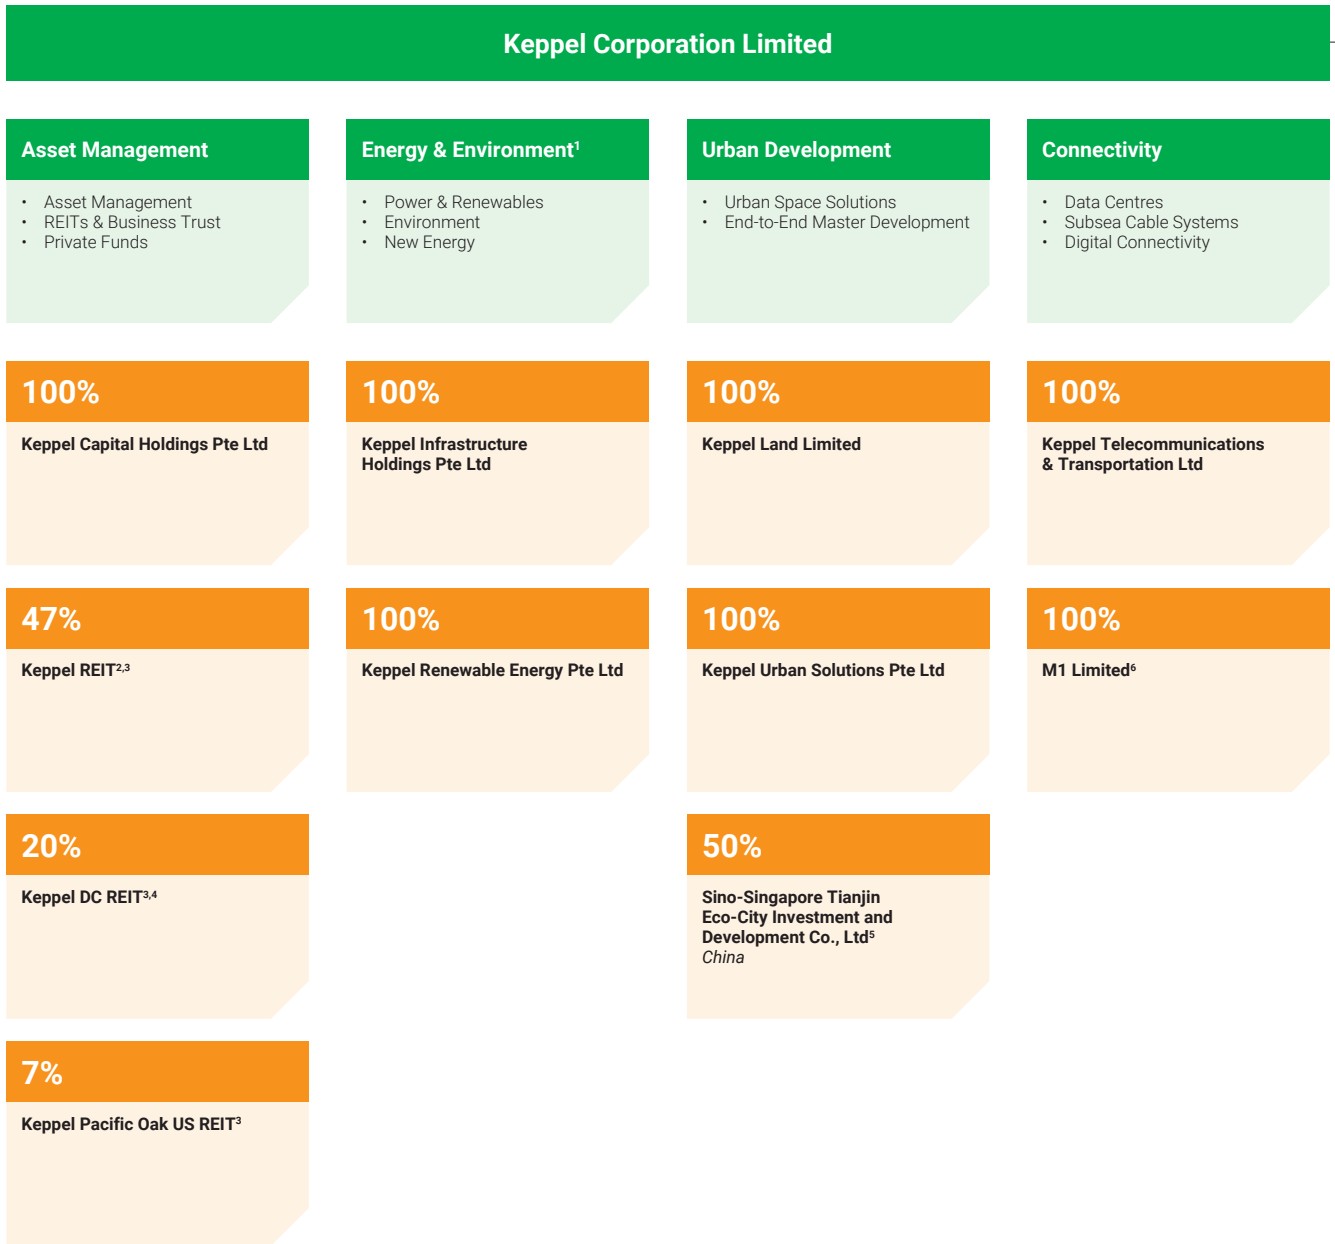 Keppel Corporation Limited
Asset Management
• Asset Management
• REITs & Business Trust
• Private Funds
Energy & Environment¹
• Power & Renewables
• Environment
• New Energy
Urban Development
• Urban Space Solutions
• End-to-End Master Development
Connectivity
• Data Centres
• Subsea Cable Systems
• Digital Connectivity
100%
Keppel Capital Holdings Pte Ltd
100%
Keppel Infrastructure
Holdings Pte Ltd
100%
Keppel Land Limited
100%
Keppel Telecommunications
& Transportation Ltd
47%
Keppel REIT²,³
100%
Keppel Renewable Energy Pte Ltd
100%
Keppel Urban Solutions Pte Ltd
100%
M1 Limited⁶
20%
Keppel DC REIT³,⁴
50%
Sino-Singapore Tianjin
Eco-City Investment and
Development Co., Ltd⁵
China
7%
Keppel Pacific Oak US REIT³